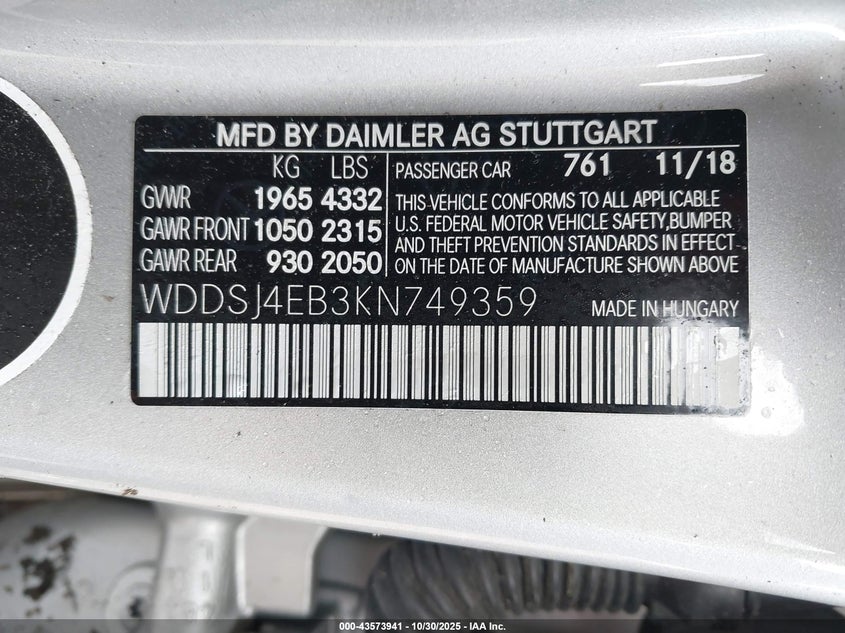 MFD BY DAIMLER AG STUTTGART
KG LBS
GVWR 1965 4332
GAWR FRONT 1050 2315
GAWR REAR 930 2050
PASSENGER CAR 761 11/18
THIS VEHICLE CONFORMS TO ALL APPLICABLE
U.S. FEDERAL MOTOR VEHICLE SAFETY,BUMPER
AND THEFT PREVENTION STANDARDS IN EFFECT
ON THE DATE OF MANUFACTURE SHOWN ABOVE
WDDSJ4EB3KN749359
MADE IN HUNGARY
000-43573941 - 10/30/2025 - IAA Inc.